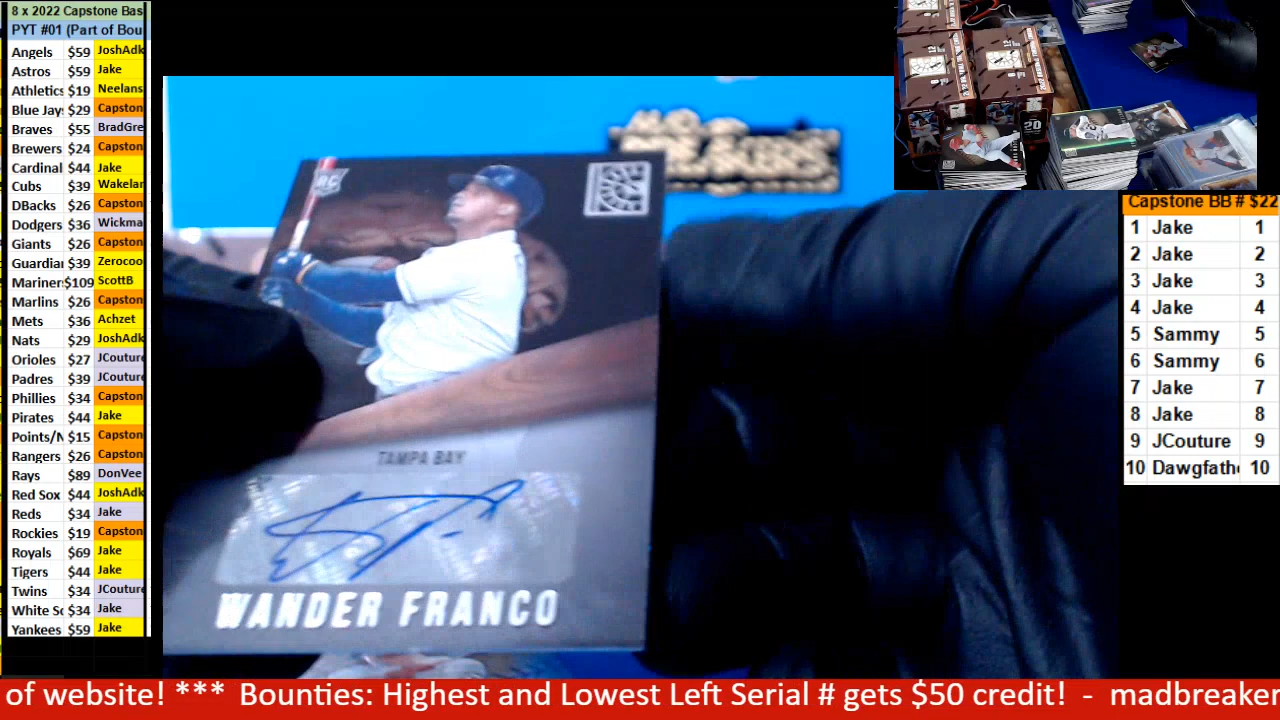 8 x 2022 Capstone Bas
PYT #01 (Part of Bou
Angels $59 JoshAdk
Astros $59 Jake
Athletics $19 Neelans
Blue Jay $29 Capston
Braves $55 BradGre
Brewers $24 Capston
Cardinal $44 Jake
Cubs $39 Wakelan
DBacks $26 Capston
Dodgers $36 Wickma
Giants $26 Capston
Guardia $39 Zerocoo
Mariner $109 ScottB
Marlins $26 Capston
Mets $36 Achzet
Nats $29 JoshAdk
Orioles $27 JCouture
Padres $39 JCouture
Phillies $34 Capston
Pirates $44 Jake
Points/N $15 Capston
Rangers $26 Capston
Rays $89 DonVee
Red Sox $44 JoshAdk
Reds $34 Jake
Rockies $19 Capston
Royals $69 Jake
Tigers $44 Jake
Twins $34 JCouture
White So $34 Jake
Yankees $59 Jake
RC
TAMPA BAY
WANDER FRANCO
20
Capstone BB # $22
1 Jake 1
2 Jake 2
3 Jake 3
4 Jake 4
5 Sammy 5
6 Sammy 6
7 Jake 7
8 Jake 8
9 JCouture 9
10 Dawgfath 10
of website! *** Bounties: Highest and Lowest Left Serial # gets $50 credit! - madbreaker